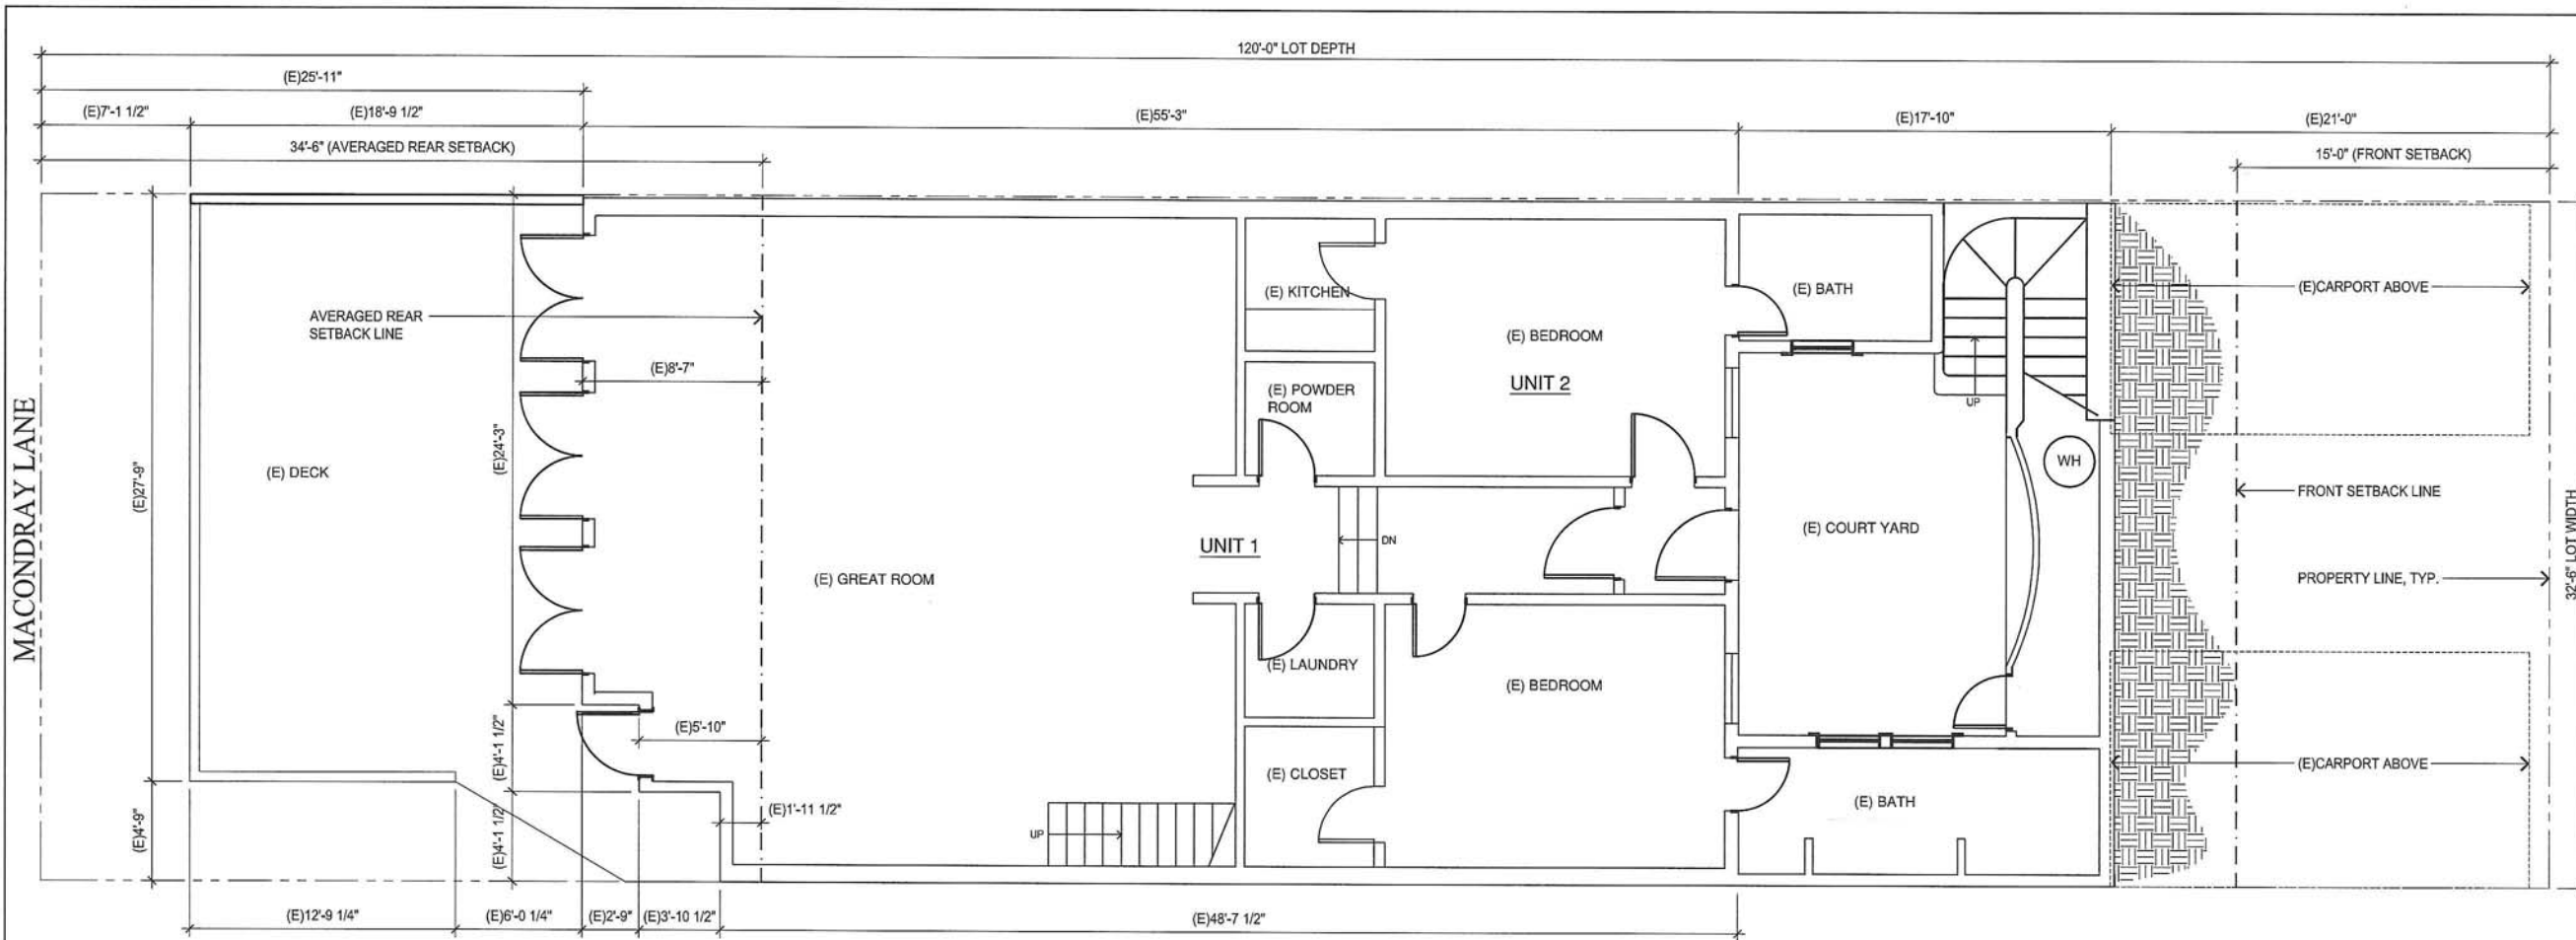 120'-0" LOT DEPTH
(E)25'-11"
(E)7'-1 1/2"
(E)18'-9 1/2"
(E)55'-3"
(E)17'-10"
(E)21'-0"
34'-6" (AVERAGED REAR SETBACK)
15'-0" (FRONT SETBACK)
MACONDRAY LANE
(E)27'-9"
(E)4'-9"
(E) DECK
AVERAGED REAR
SETBACK LINE
(E)24'-3"
(E)4'-1 1/2"
(E)4'-1 1/2"
(E)8'-7"
(E)5'-10"
(E)1'-11 1/2"
(E) GREAT ROOM
UP
UNIT 1
(E) KITCHEN
(E) POWDER
ROOM
(E) LAUNDRY
(E) CLOSET
DN
(E) BEDROOM
UNIT 2
(E) BEDROOM
(E) BATH
(E) COURT YARD
(E) BATH
UP
WH
(E)CARPORT ABOVE
FRONT SETBACK LINE
PROPERTY LINE, TYP.
(E)CARPORT ABOVE
32'-6" LOT WIDTH
(E)12'-9 1/4"
(E)6'-0 1/4"
(E)2'-9"
(E)3'-10 1/2"
(E)48'-7 1/2"